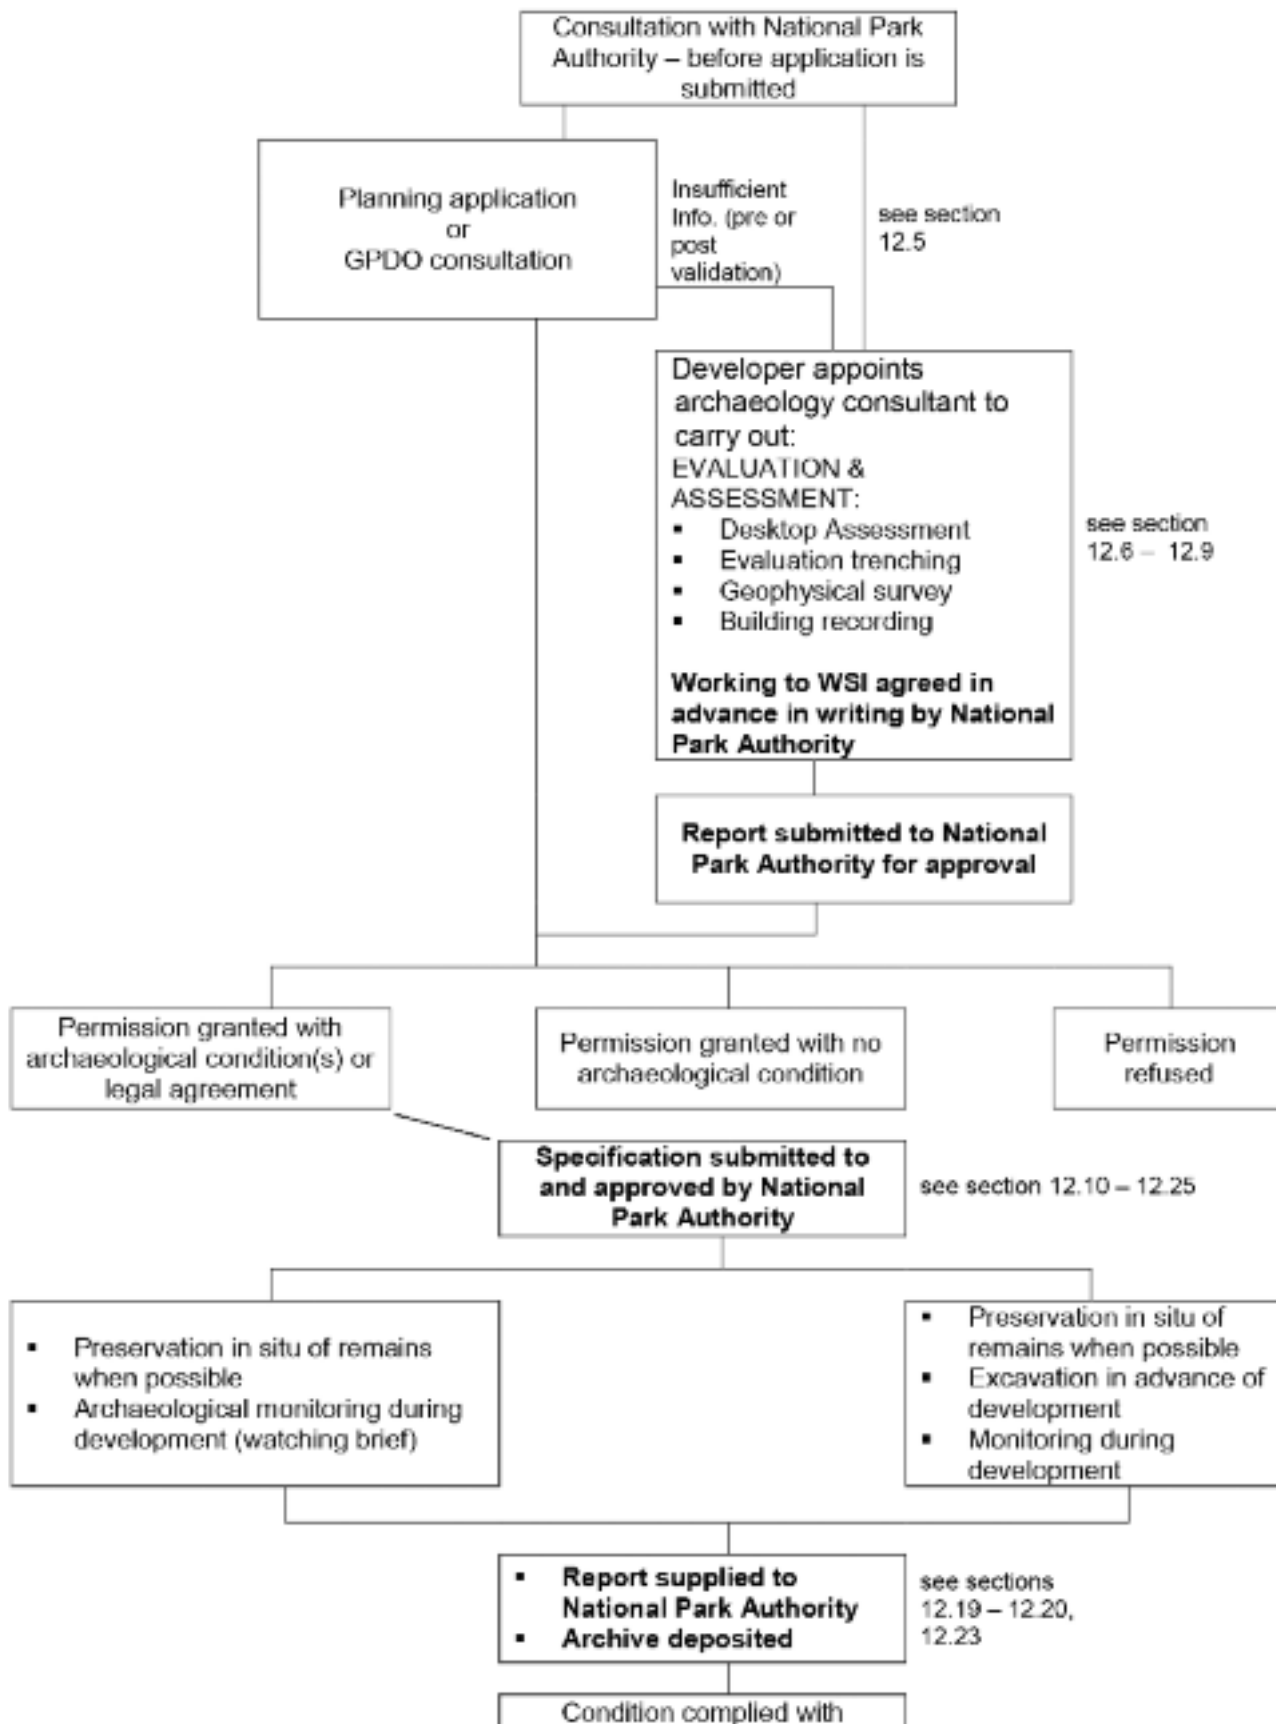 Consultation with National Park
Authority – before application is
submitted
Planning application
or
GPDO consultation
Insufficient
Info. (pre or
post
validation)
see section
12.5
Developer appoints
archaeology consultant to
carry out:
EVALUATION &
ASSESSMENT:
▪ Desktop Assessment
▪ Evaluation trenching
▪ Geophysical survey
▪ Building recording
Working to WSI agreed in
advance in writing by National
Park Authority
see section
12.6 – 12.9
Report submitted to National
Park Authority for approval
Permission granted with
archaeological condition(s) or
legal agreement
Permission granted with no
archaeological condition
Permission
refused
Specification submitted to
and approved by National
Park Authority
see section 12.10 – 12.25
▪ Preservation in situ of remains
when possible
▪ Archaeological monitoring during
development (watching brief)
▪ Preservation in situ of
remains when possible
▪ Excavation in advance of
development
▪ Monitoring during
development
▪ Report supplied to
National Park Authority
▪ Archive deposited
see sections
12.19 – 12.20,
12.23
Condition complied with